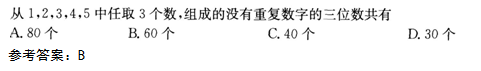 从 1,2,3,4,5 中任取 3 个数,组成的没有重复数字的三位数共有
A. 80 个 B. 60 个 C. 40 个 D. 30 个
参考答案：B